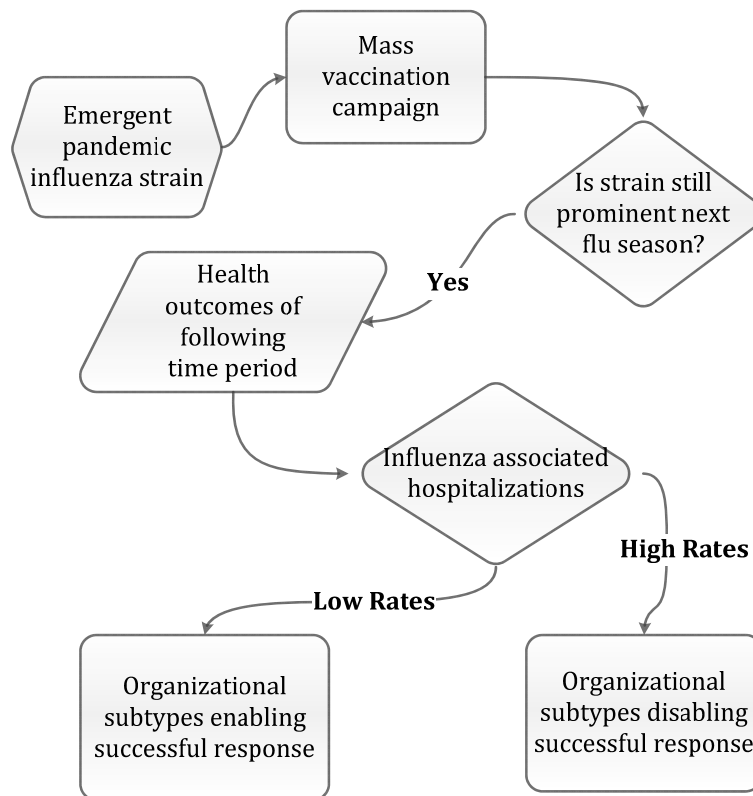 Emergent
pandemic
influenza strain
Mass
vaccination
campaign
Is strain still
prominent next
flu season?
Yes
Health
outcomes of
following
time period
Influenza associated
hospitalizations
High Rates
Low Rates
Organizational
subtypes enabling
successful response
Organizational
subtypes disabling
successful response